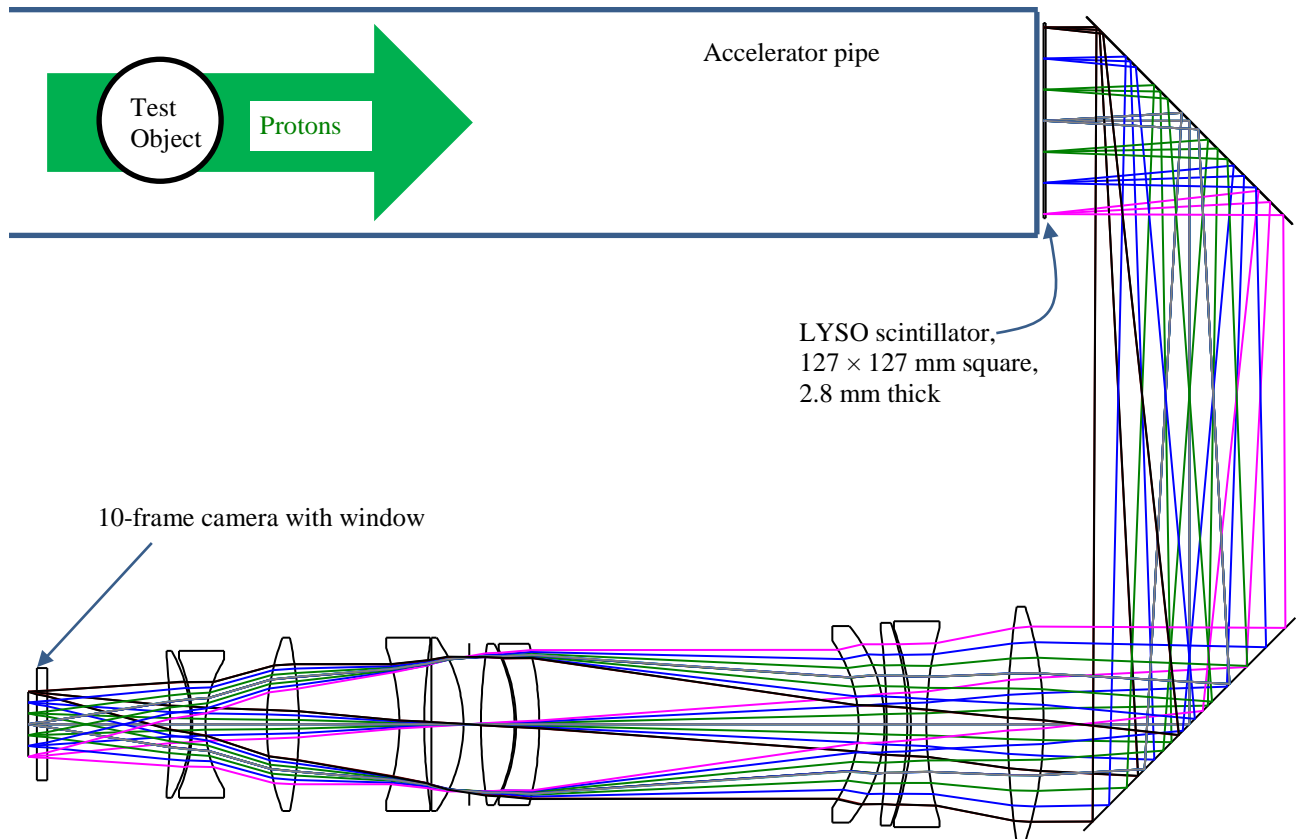 Accelerator pipe
Test
Object
Protons
LYSO scintillator,
127 × 127 mm square,
2.8 mm thick
10-frame camera with window